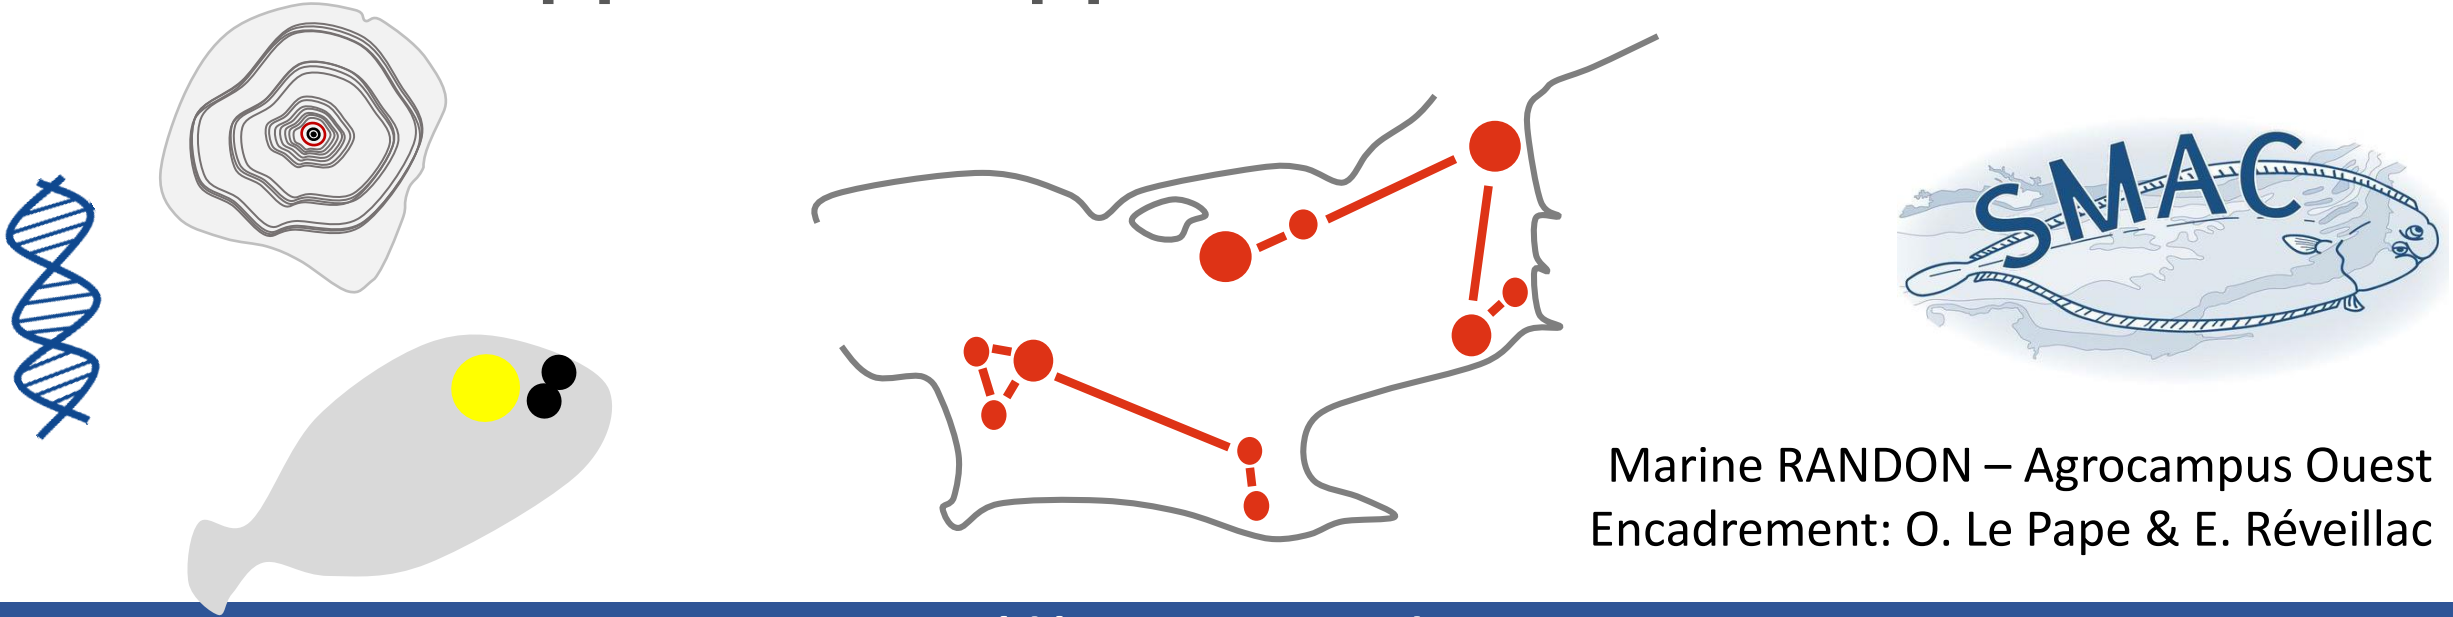 SMAC
Marine RANDON – Agrocampus Ouest
Encadrement: O. Le Pape & E. Réveillac